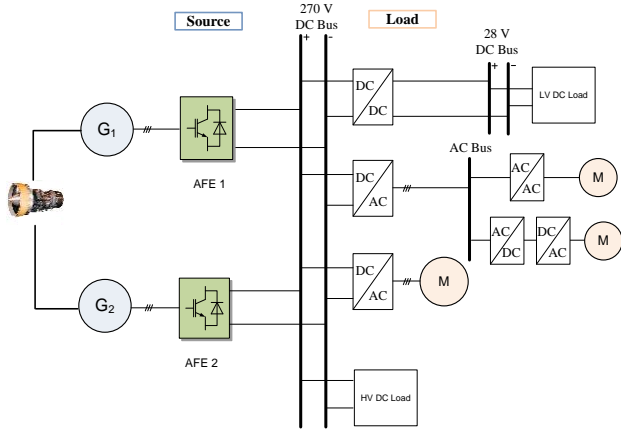 Source
270 V
DC Bus
+ -
Load
28 V
DC Bus
+ -
G1
AFE 1
DC
DC
LV DC Load
DC
AC
AC Bus
AC
AC
M
AC
DC
DC
AC
M
G2
AFE 2
DC
AC
M
HV DC Load